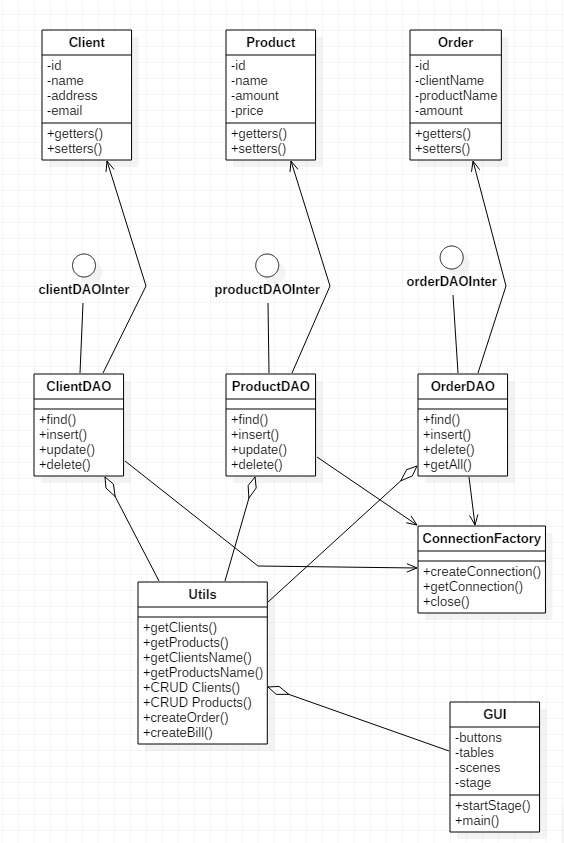 Client
-id
-name
-address
-email
+getters()
+setters()
Product
-id
-name
-amount
-price
+getters()
+setters()
Order
-id
-clientName
-productName
-amount
+getters()
+setters()
clientDAOInter
productDAOInter
orderDAOInter
ClientDAO
+find()
+insert()
+update()
+delete()
ProductDAO
+find()
+insert()
+update()
+delete()
OrderDAO
+find()
+insert()
+delete()
+getAll()
ConnectionFactory
+createConnection()
+getConnection()
+close()
Utils
+getClients()
+getProducts()
+getClientsName()
+getProductsName()
+CRUD Clients()
+CRUD Products()
+createOrder()
+createBill()
GUI
-buttons
-tables
-scenes
-stage
+startStage()
+main()